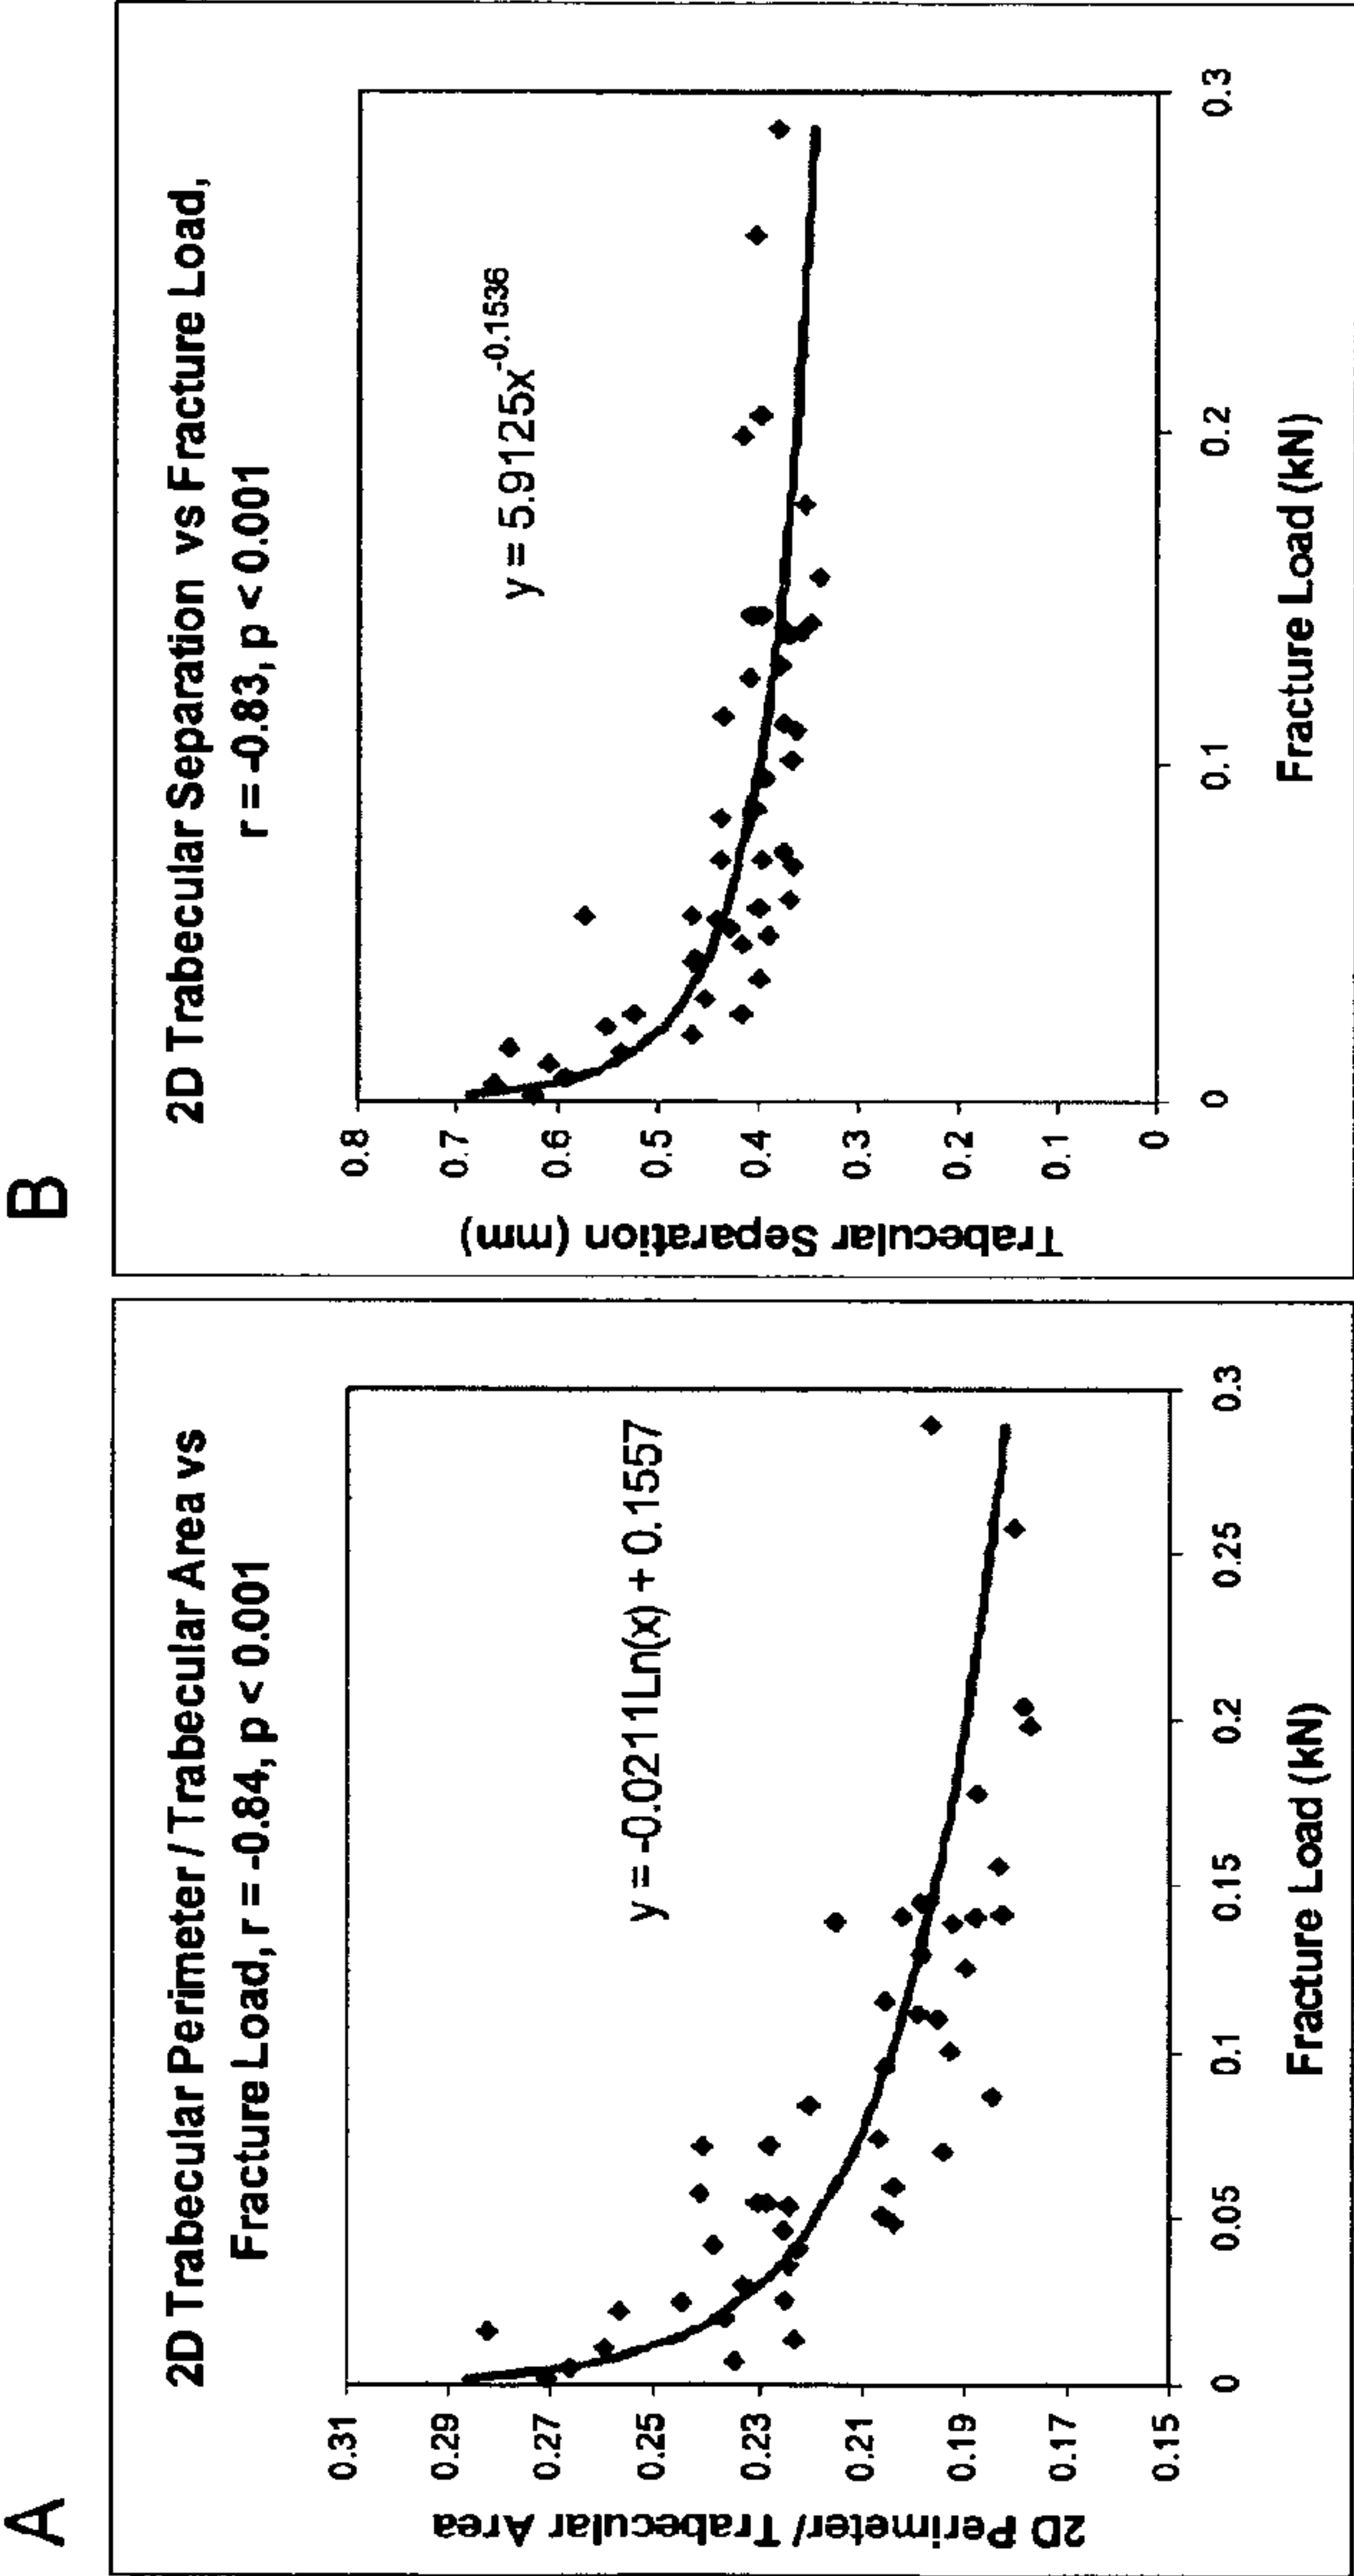 A
2D Trabecular Perimeter / Trabecular Area vs
Fracture Load, r = -0.84, p < 0.001
y = -0.0211Ln(x) + 0.1557
0.31
0.29
0.27
0.25
0.23
0.21
0.19
0.17
0.15
2D Perimeter/ Trabecular Area
0
0.05
0.1
0.15
0.2
0.25
0.3
Fracture Load (kN)
B
2D Trabecular Separation vs Fracture Load,
r = -0.83, p < 0.001
y = 5.9125x^-0.1536
0.8
0.7
0.6
0.5
0.4
0.3
0.2
0.1
0
Trabecular Separation (mm)
0
0.1
0.2
0.3
Fracture Load (kN)